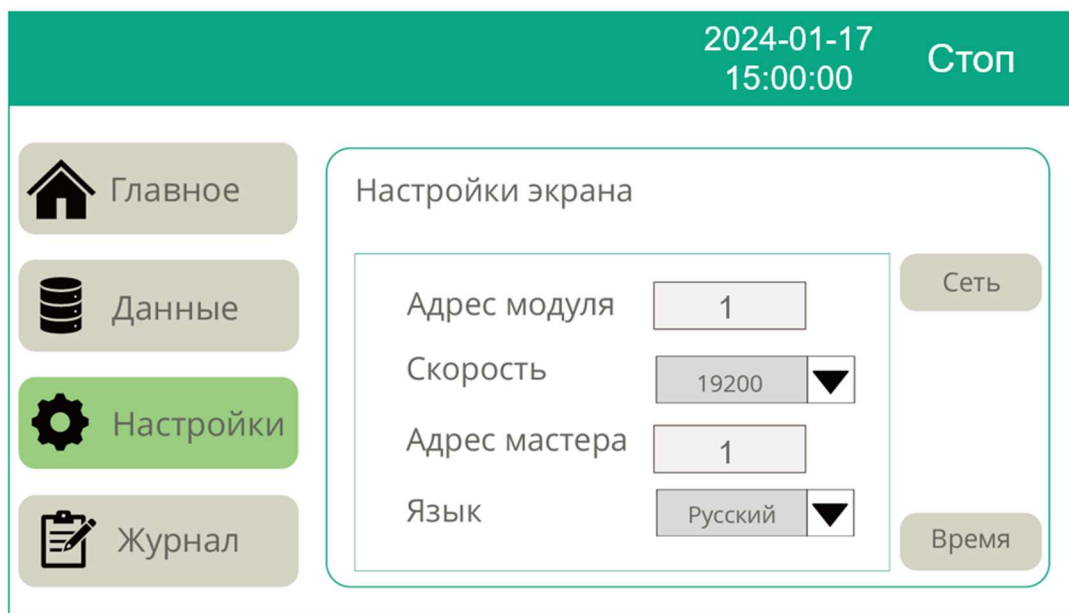 2024-01-17
15:00:00
Стоп
Главное
Данные
Настройки
Журнал
Настройки экрана
Адрес модуля 1
Скорость 19200
Адрес мастера 1
Язык Русский
Сеть
Время